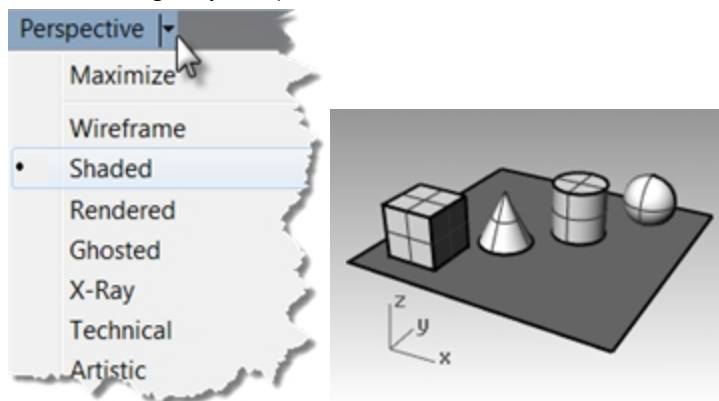 Perspective
Maximize
Wireframe
Shaded
Rendered
Ghosted
X-Ray
Technical
Artistic
z
y
x